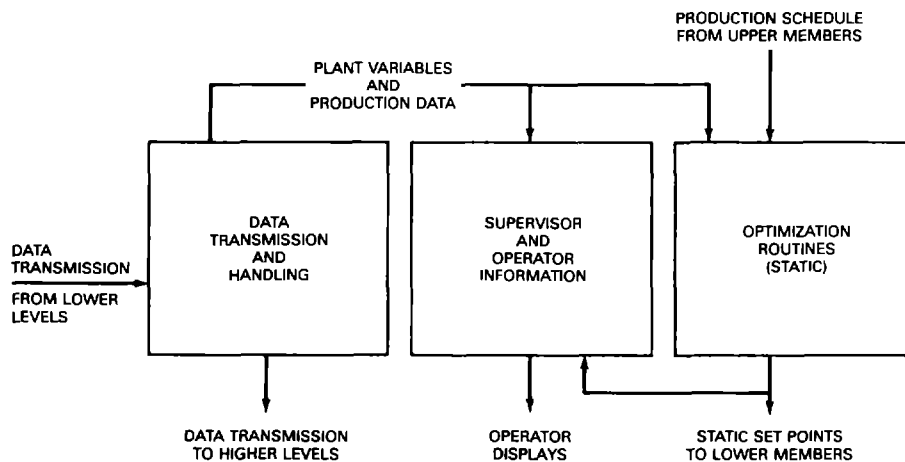 PRODUCTION SCHEDULE
FROM UPPER MEMBERS
PLANT VARIABLES
AND
PRODUCTION DATA
DATA
TRANSMISSION
FROM LOWER
LEVELS
DATA
TRANSMISSION
AND
HANDLING
SUPERVISOR
AND
OPERATOR
INFORMATION
OPTIMIZATION
ROUTINES
(STATIC)
DATA TRANSMISSION
TO HIGHER LEVELS
OPERATOR
DISPLAYS
STATIC SET POINTS
TO LOWER MEMBERS